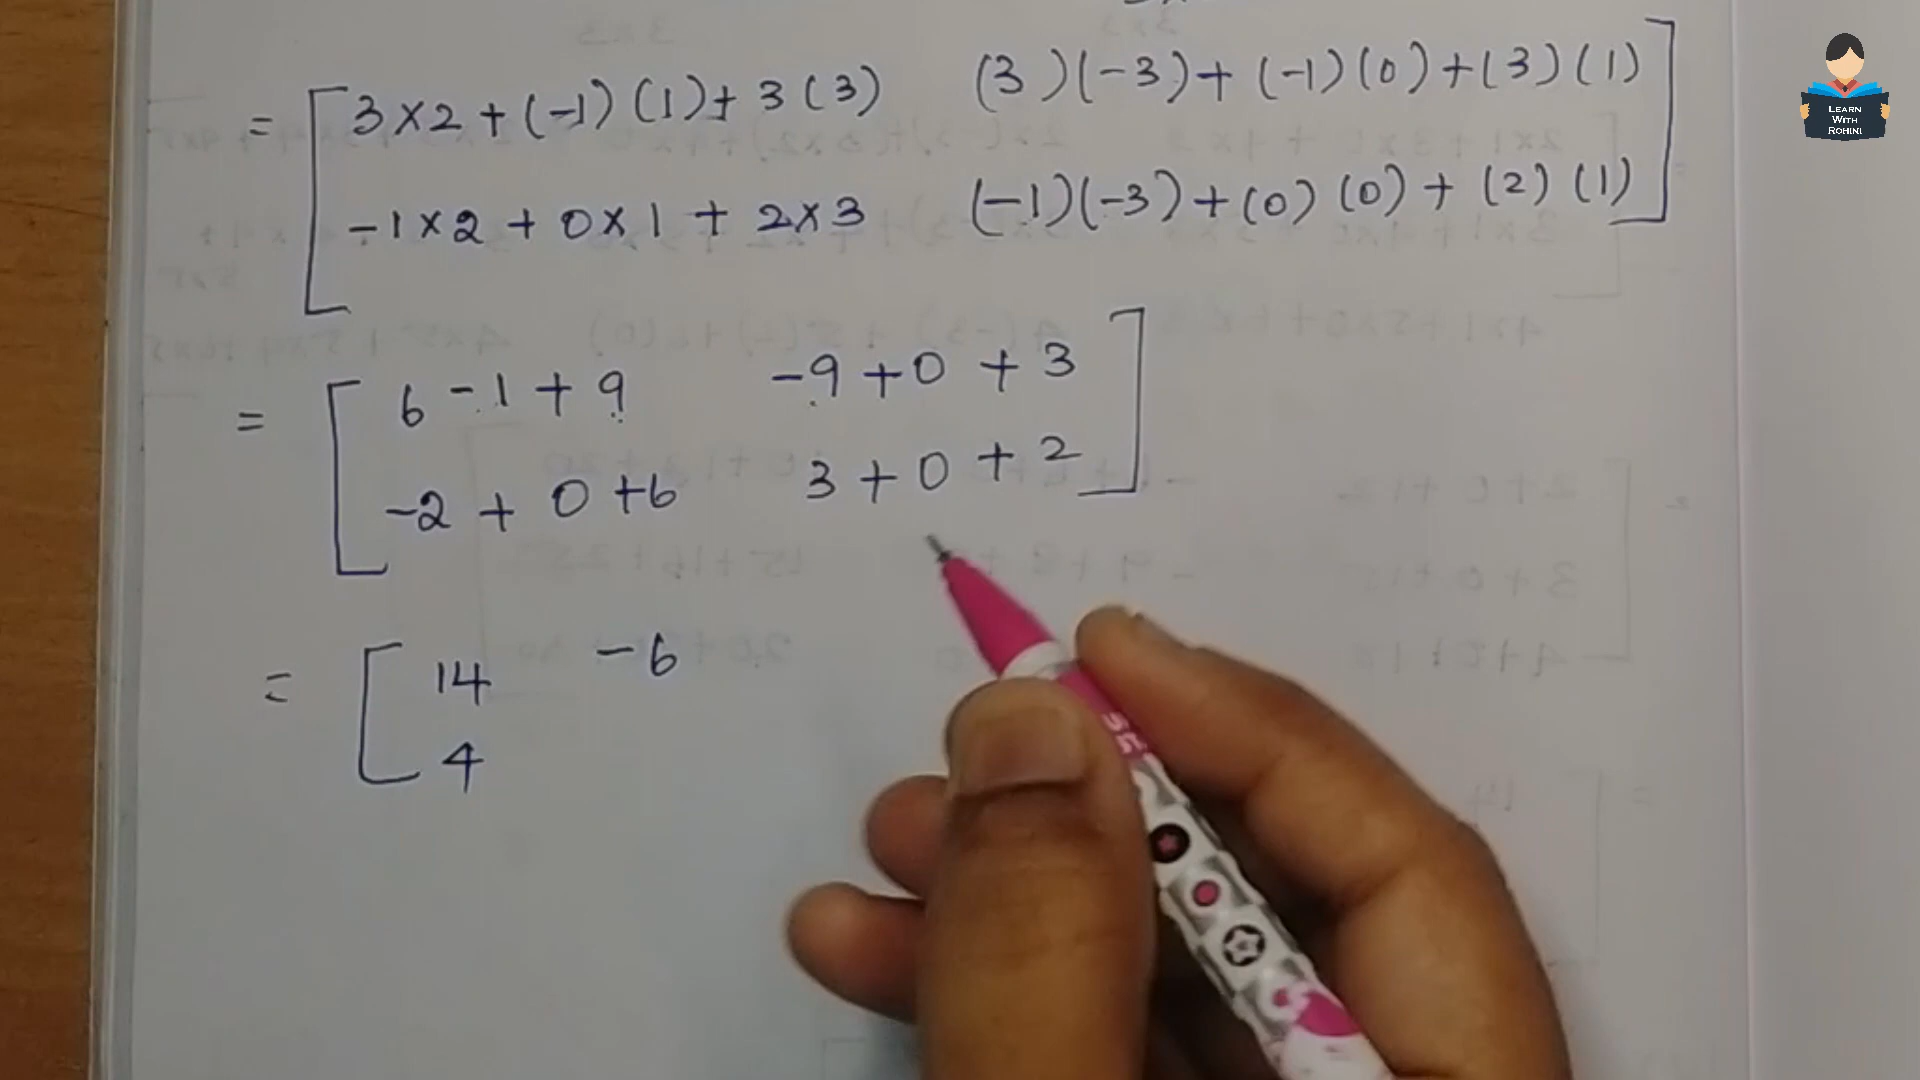 = [ 3×2 + (-1)(1) + 3(3) (3)(-3) + (-1)(0) + (3)(1)
-1×2 + 0×1 + 2×3 (-1)(-3) + (0)(0) + (2)(1) ]
= [ 6 -1 + 9 -9 + 0 + 3
-2 + 0 + 6 3 + 0 + 2 ]
= [ 14 -6
4
LEARN
WITH
ROHINI